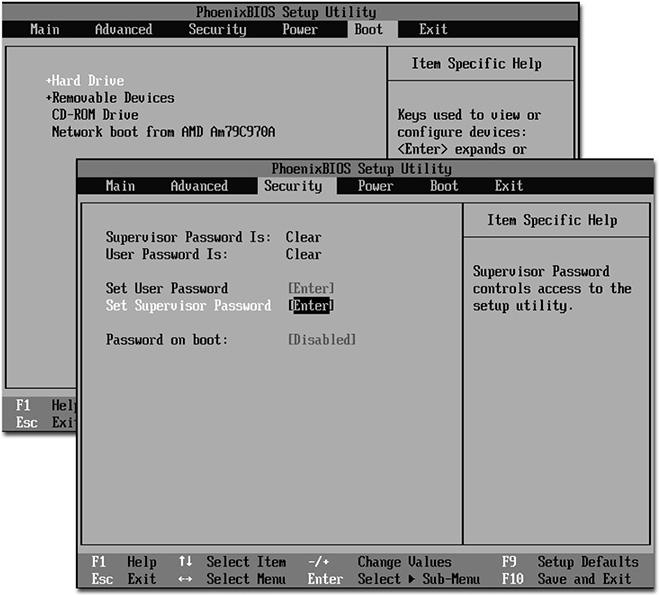 PhoenixBIOS Setup Utility
Main Advanced Security Power Boot Exit
+Hard Drive
+Removable Devices
CD-ROM Drive
Network boot from AMD Am79C970A
Item Specific Help
Keys used to view or
configure devices:
<Enter> expands or
F1 Help
Esc Exi
PhoenixBIOS Setup Utility
Main Advanced Security Power Boot Exit
Supervisor Password Is: Clear
User Password Is: Clear
Set User Password [Enter]
Set Supervisor Password [Enter]
Password on boot: [Disabled]
Item Specific Help
Supervisor Password
controls access to the
setup utility.
F1 Help ↑↓ Select Item -/+ Change Values F9 Setup Defaults
Esc Exit ↔ Select Menu Enter Select ▶ Sub-Menu F10 Save and Exit